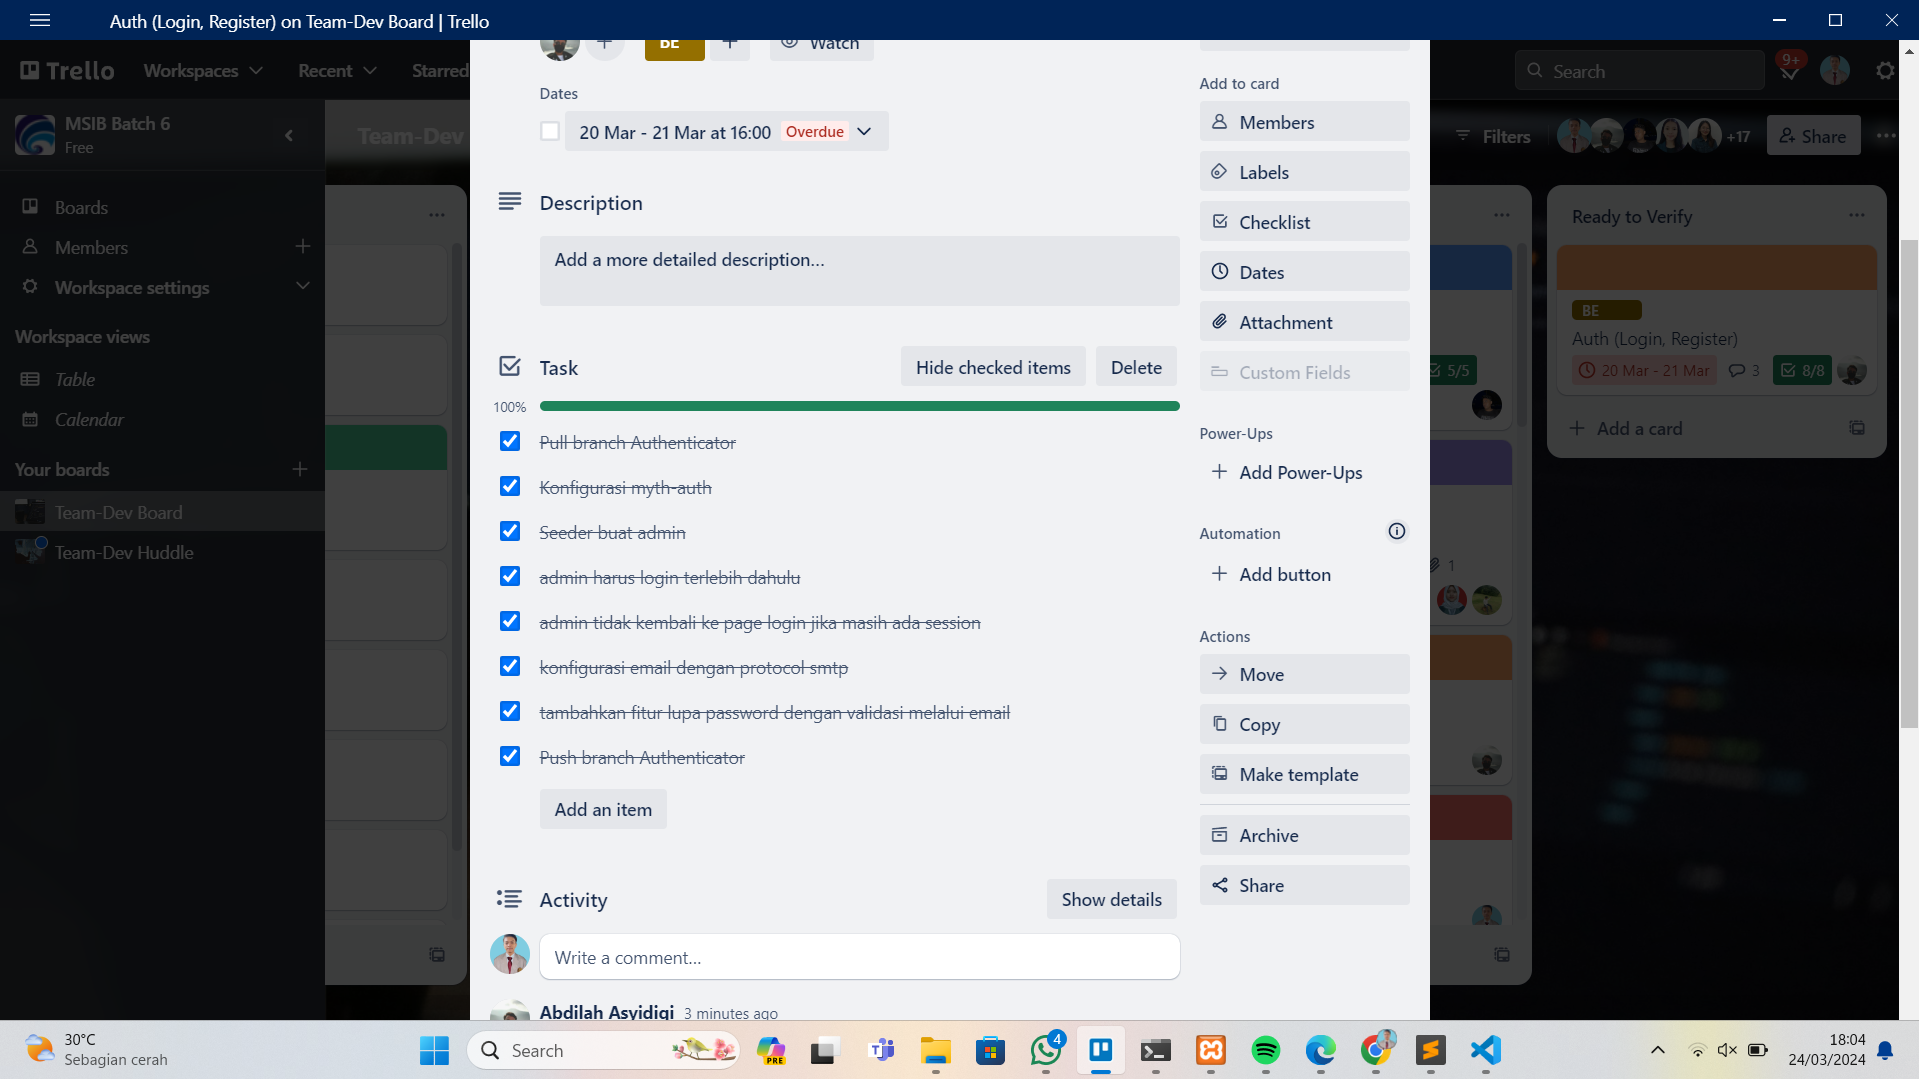 Auth (Login, Register) on Team-Dev Board | Trello
Trello
Workspaces
Recent
Starred
Search
9+
MSIB Batch 6
Free
Team-Dev
Filters
+17
Share
Boards
Members
Workspace settings
Workspace views
Table
Calendar
Your boards
Team-Dev Board
Team-Dev Huddle
BE
Watch
Dates
20 Mar - 21 Mar at 16:00
Overdue
Description
Add a more detailed description…
Task
Hide checked items
Delete
100%
Pull branch Authenticator
Konfigurasi myth-auth
Seeder buat admin
admin harus login terlebih dahulu
admin tidak kembali ke page login jika masih ada session
konfigurasi email dengan protocol smtp
tambahkan fitur lupa password dengan validasi melalui email
Push branch Authenticator
Add an item
Activity
Show details
Write a comment…
Abdilah Asyidiqi 3 minutes ago
Add to card
Members
Labels
Checklist
Dates
Attachment
Custom Fields
Power-Ups
Add Power-Ups
Automation
Add button
Actions
Move
Copy
Make template
Archive
Share
5/5
1
Ready to Verify
BE
Auth (Login, Register)
20 Mar - 21 Mar
3
8/8
Add a card
30°C
Sebagian cerah
Search
PRE
4
18:04
24/03/2024